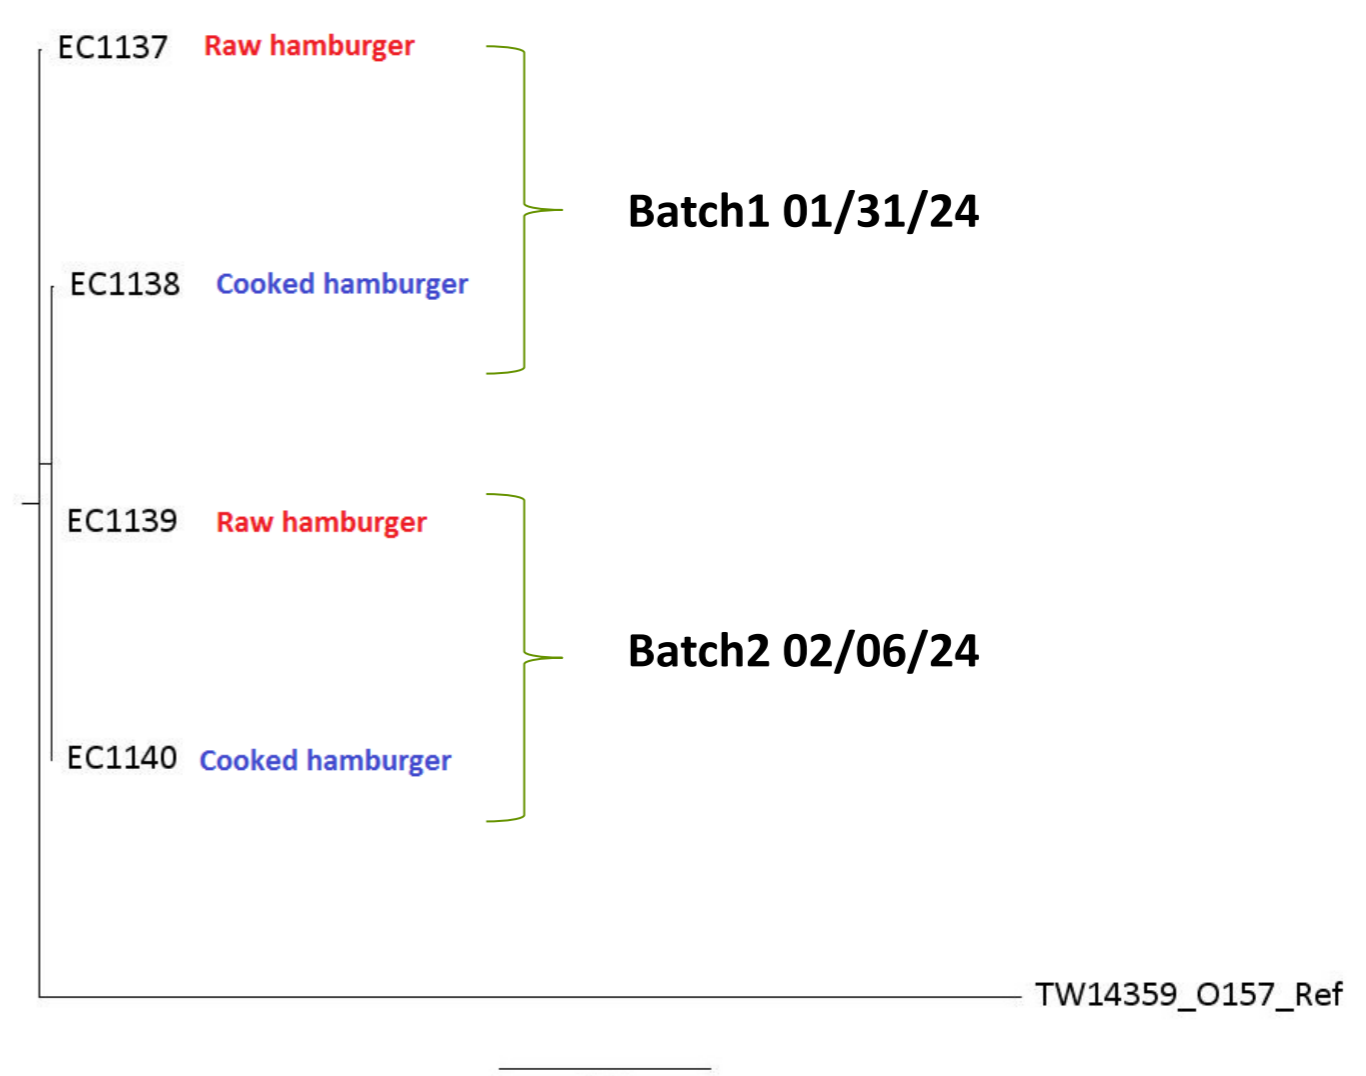 EC1137 Raw hamburger
Batch1 01/31/24
EC1138 Cooked hamburger
EC1139 Raw hamburger
Batch2 02/06/24
EC1140 Cooked hamburger
TW14359_O157_Ref